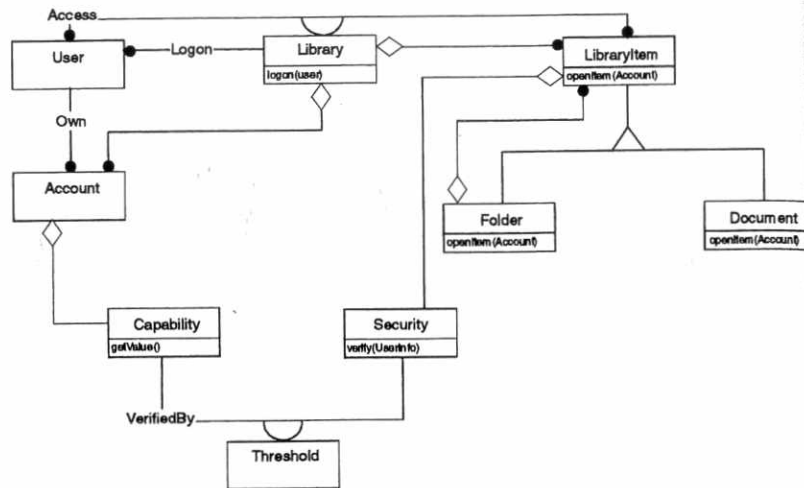 Access
User
Logon
Library
logon(user)
LibraryItem
openItem(Account)
Own
Account
Folder
openItem(Account)
Document
openItem(Account)
Capability
getValue()
Security
verify(UserInfo)
VerifiedBy
Threshold